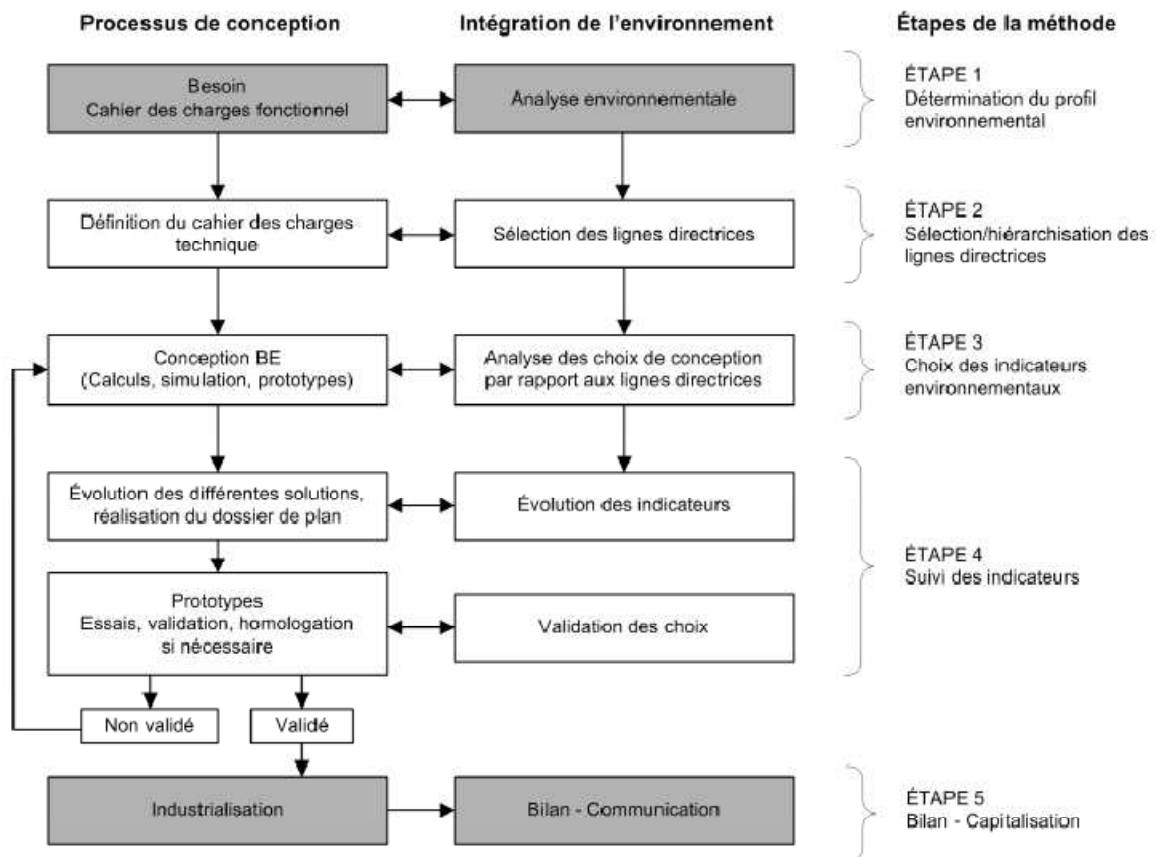 Processus de conception
Intégration de l'environnement
Étapes de la méthode
Besoin
Cahier des charges fonctionnel
Analyse environnementale
ÉTAPE 1
Détermination du profil
environnemental
Définition du cahier des charges
technique
Sélection des lignes directrices
ÉTAPE 2
Sélection/hiérarchisation des
lignes directrices
Conception BE
(Calculs, simulation, prototypes)
Analyse des choix de conception
par rapport aux lignes directrices
ÉTAPE 3
Choix des indicateurs
environnementaux
Évolution des différentes solutions,
réalisation du dossier de plan
Évolution des indicateurs
ÉTAPE 4
Suivi des indicateurs
Prototypes
Essais, validation, homologation
si nécessaire
Validation des choix
Non validé
Validé
Industrialisation
Bilan - Communication
ÉTAPE 5
Bilan - Capitalisation